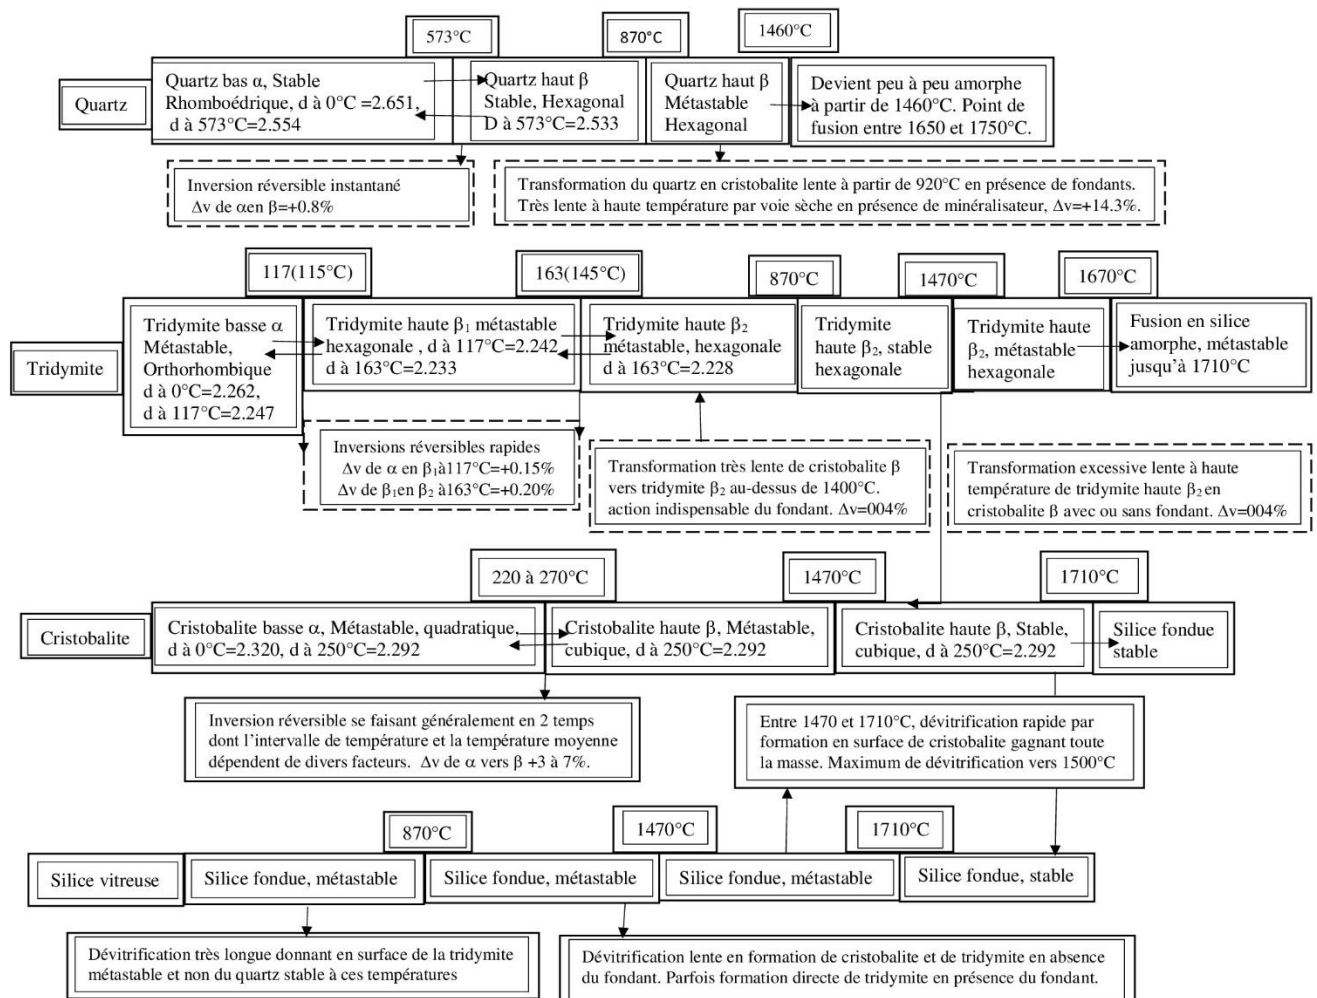 573°C
870°C
1460°C
Quartz
Quartz bas α, Stable
Rhomboédrique, d à 0°C =2.651,
d à 573°C=2.554
Quartz haut β
Stable, Hexagonal
D à 573°C=2.533
Quartz haut β
Métastable
Hexagonal
Devient peu à peu amorphe
à partir de 1460°C. Point de
fusion entre 1650 et 1750°C.
Inversion réversible instantané
Δv de αen β=+0.8%
Transformation du quartz en cristobalite lente à partir de 920°C en présence de fondants.
Très lente à haute température par voie sèche en présence de minéralisateur, Δv=+14.3%.
117(115°C)
163(145°C)
870°C
1470°C
1670°C
Tridymite
Tridymite basse α
Métastable,
Orthorhombique
d à 0°C=2.262,
d à 117°C=2.247
Tridymite haute β₁ métastable
hexagonale , d à 117°C=2.242
d à 163°C=2.233
Tridymite haute β₂
métastable, hexagonale
d à 163°C=2.228
Tridymite
haute β₂, stable
hexagonale
Tridymite haute
β₂, métastable
hexagonale
Fusion en silice
amorphe, métastable
jusqu'à 1710°C
Inversions réversibles rapides
Δv de α en β₁à117°C=+0.15%
Δv de β₁en β₂ à163°C=+0.20%
Transformation très lente de cristobalite β
vers tridymite β₂ au-dessus de 1400°C.
action indispensable du fondant. Δv=004%
Transformation excessive lente à haute
température de tridymite haute β₂ en
cristobalite β avec ou sans fondant. Δv=004%
220 à 270°C
1470°C
1710°C
Cristobalite
Cristobalite basse α, Métastable, quadratique,
d à 0°C=2.320, d à 250°C=2.292
Cristobalite haute β, Métastable,
cubique, d à 250°C=2.292
Cristobalite haute β, Stable,
cubique, d à 250°C=2.292
Silice fondue
stable
Inversion réversible se faisant généralement en 2 temps
dont l'intervalle de température et la température moyenne
dépendent de divers facteurs. Δv de α vers β +3 à 7%.
Entre 1470 et 1710°C, dévitrification rapide par
formation en surface de cristobalite gagnant toute
la masse. Maximum de dévitrification vers 1500°C
870°C
1470°C
1710°C
Silice vitreuse
Silice fondue, métastable
Silice fondue, métastable
Silice fondue, métastable
Silice fondue, stable
Dévitrification très longue donnant en surface de la tridymite
métastable et non du quartz stable à ces températures
Dévitrification lente en formation de cristobalite et de tridymite en absence
du fondant. Parfois formation directe de tridymite en présence du fondant.